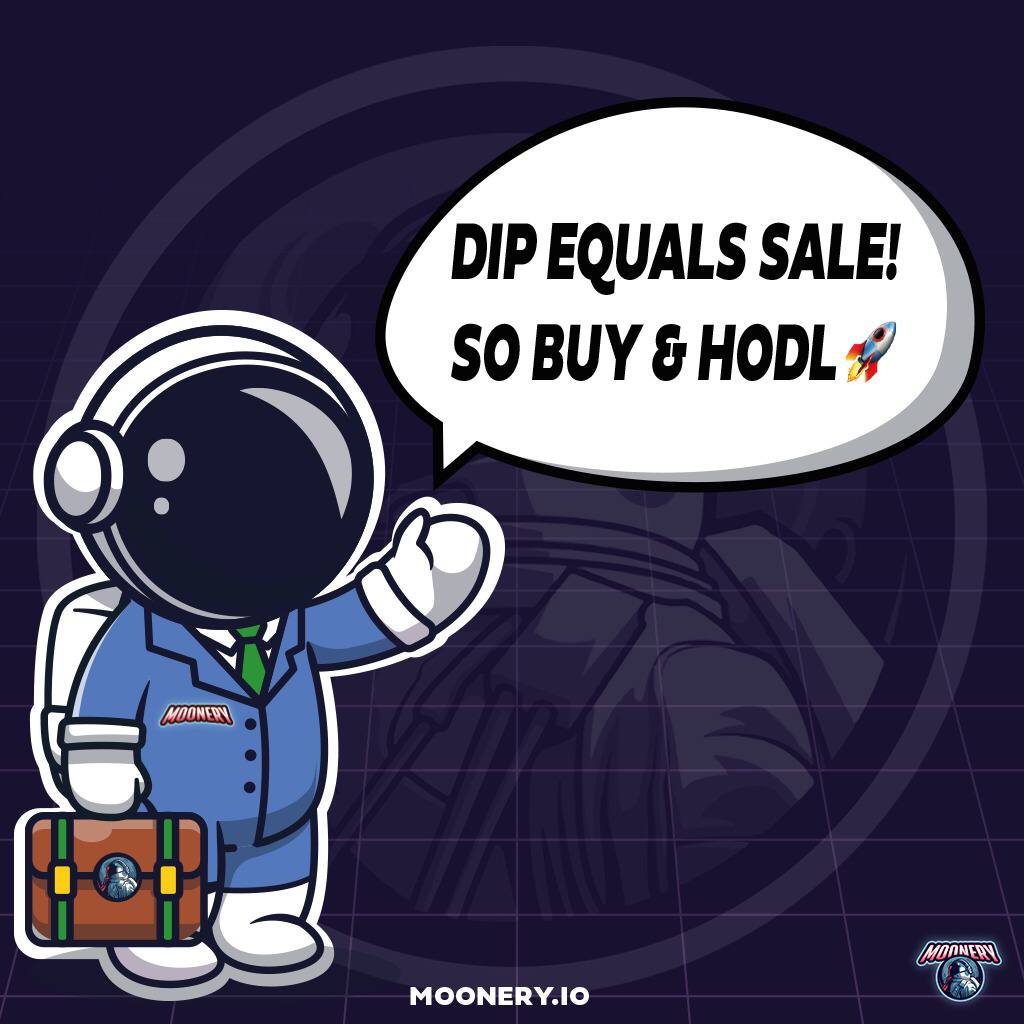 DIP EQUALS SALE!
SO BUY & HODL🚀
MOONERY
MOONERY
MOONERY.IO